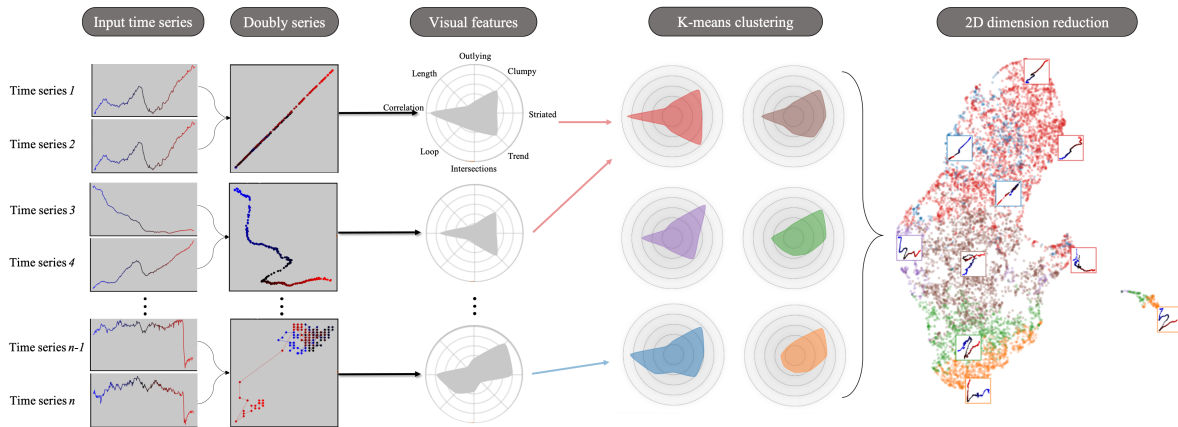 Input time series
Doubly series
Visual features
K-means clustering
2D dimension reduction
Time series 1
Time series 2
Time series 3
Time series 4
Time series n-1
Time series n
Outlying
Length
Clumpy
Correlation
Striated
Loop
Trend
Intersections